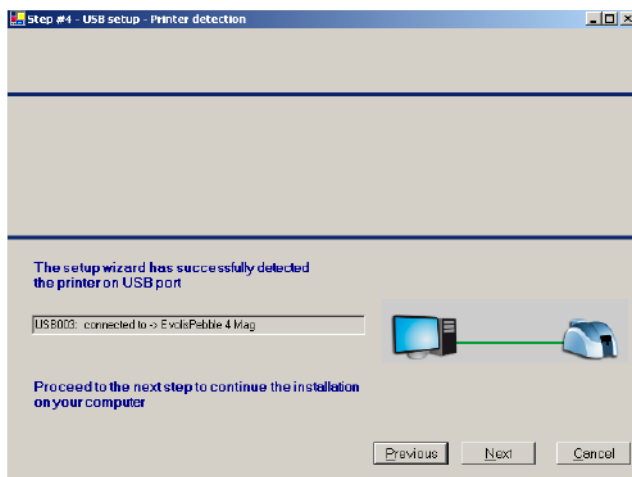 Step #4 - USB setup - Printer detection
The setup wizard has successfully detected
the printer on USB port
USB003: connected to -> EvolisPebble 4 Mag
Proceed to the next step to continue the installation
on your computer
Previous Next Cancel